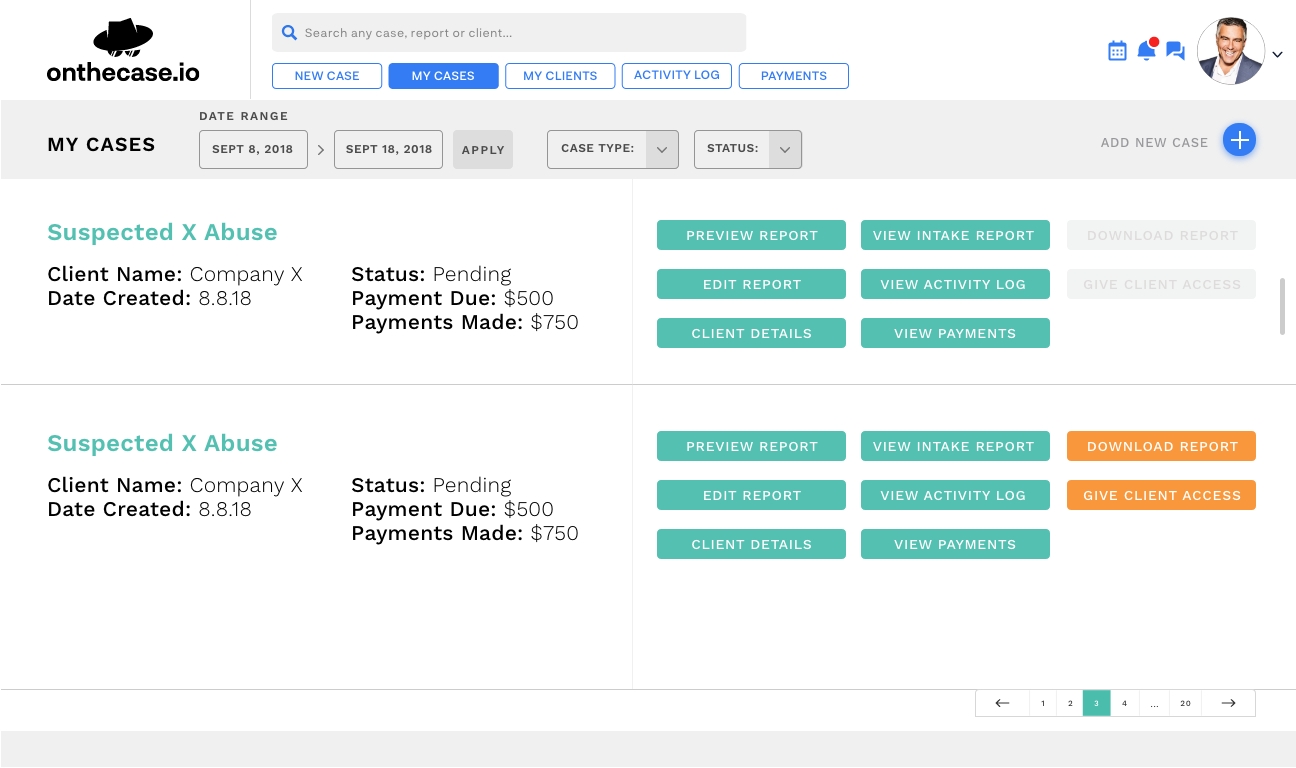 onthecase.io
Search any case, report or client...
NEW CASE
MY CASES
MY CLIENTS
ACTIVITY LOG
PAYMENTS
MY CASES
DATE RANGE
SEPT 8, 2018
SEPT 18, 2018
APPLY
CASE TYPE:
STATUS:
ADD NEW CASE
Suspected X Abuse
Client Name: Company X
Date Created: 8.8.18
Status: Pending
Payment Due: $500
Payments Made: $750
PREVIEW REPORT
VIEW INTAKE REPORT
DOWNLOAD REPORT
EDIT REPORT
VIEW ACTIVITY LOG
GIVE CLIENT ACCESS
CLIENT DETAILS
VIEW PAYMENTS
Suspected X Abuse
Client Name: Company X
Date Created: 8.8.18
Status: Pending
Payment Due: $500
Payments Made: $750
PREVIEW REPORT
VIEW INTAKE REPORT
DOWNLOAD REPORT
EDIT REPORT
VIEW ACTIVITY LOG
GIVE CLIENT ACCESS
CLIENT DETAILS
VIEW PAYMENTS
1 2 3 4 ... 20